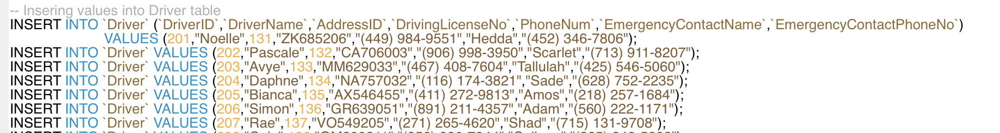 -- Insering values into Driver table
INSERT INTO `Driver` (`DriverID`,`DriverName`,`AddressID`,`DrivingLicenseNo`,`PhoneNum`,`EmergencyContactName`,`EmergencyContactPhoneNo`)
VALUES (201,"Noelle",131,"ZK685206","(449) 984-9551","Hedda","(452) 346-7806");
INSERT INTO `Driver` VALUES (202,"Pascale",132,"CA706003","(906) 998-3950","Scarlet","(713) 911-8207");
INSERT INTO `Driver` VALUES (203,"Avye",133,"MM629033","(467) 408-7604","Tallulah","(425) 546-5060");
INSERT INTO `Driver` VALUES (204,"Daphne",134,"NA757032","(116) 174-3821","Sade","(628) 752-2235");
INSERT INTO `Driver` VALUES (205,"Bianca",135,"AX546455","(411) 272-9813","Amos","(218) 257-1684");
INSERT INTO `Driver` VALUES (206,"Simon",136,"GR639051","(891) 211-4357","Adam","(560) 222-1171");
INSERT INTO `Driver` VALUES (207,"Rae",137,"VO549205","(271) 265-4620","Shad","(715) 131-9708");
INSERT INTO `Driver` VALUES